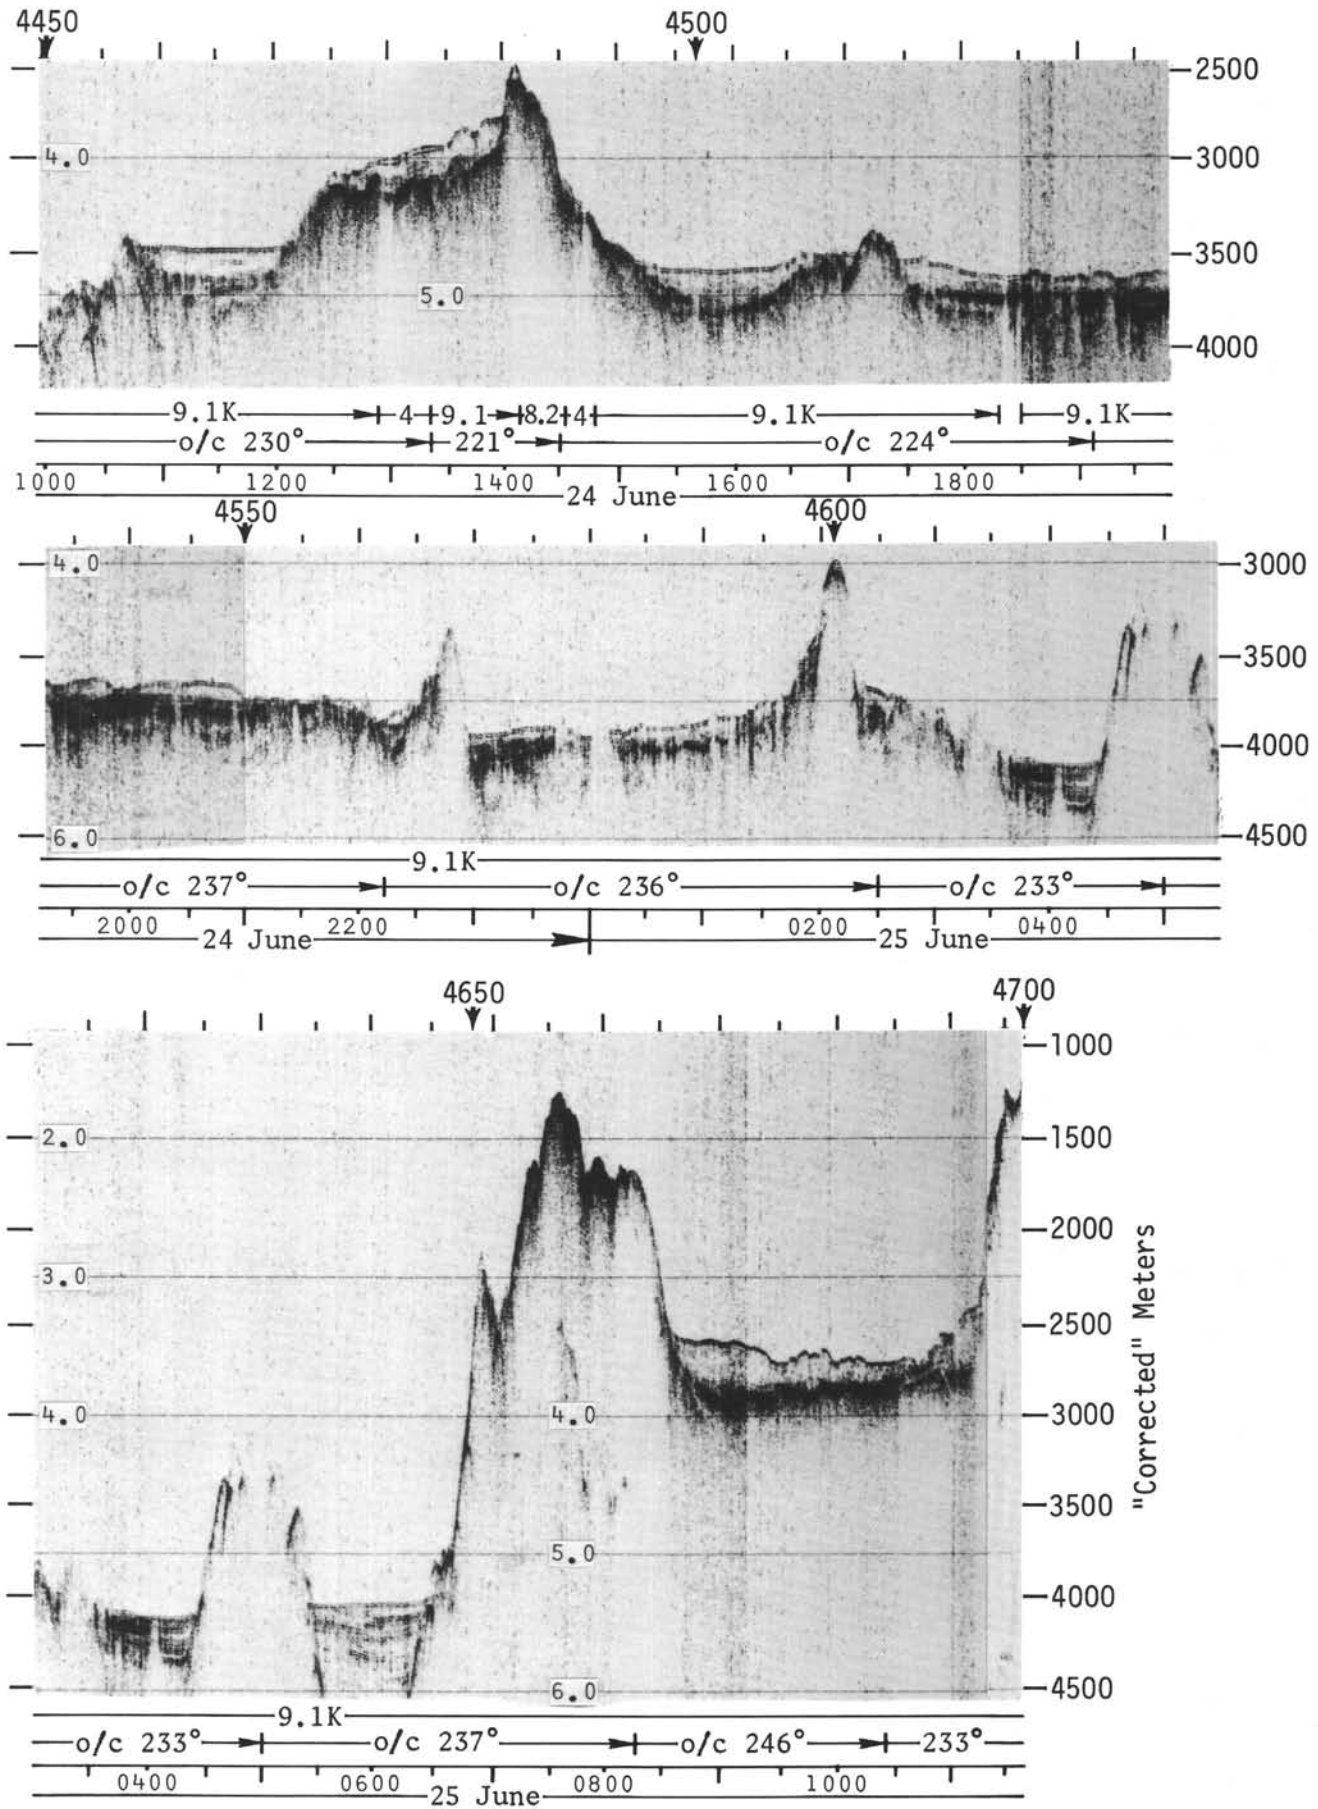 4450 4500
2500
4.0 3000
3500
5.0
4000
9.1K 4 9.1 8.2 4 9.1K 9.1K
o/c 230° 221° o/c 224°
1000 1200 1400 1600 1800
24 June
4550 4600
4.0 3000
3500
4000
6.0 4500
9.1K
o/c 237° o/c 236° o/c 233°
2000 2200 0200 0400
24 June 25 June
4650 4700
1000
2.0 1500
2000
3.0
2500
4.0 4.0 3000
3500
5.0
4000
6.0 4500
"Corrected" Meters
9.1K
o/c 233° o/c 237° o/c 246° 233°
0400 0600 0800 1000
25 June